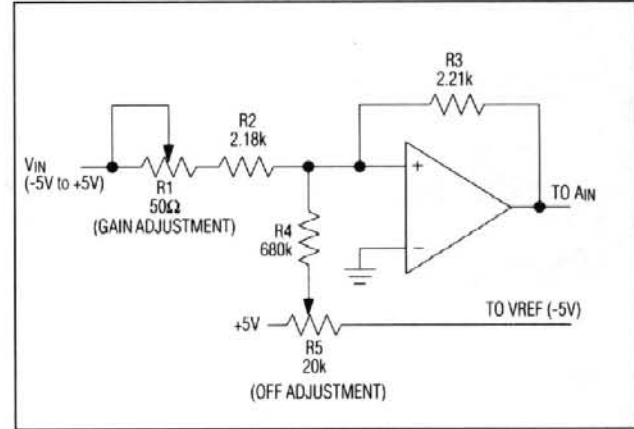 R3
2.21k
R2
2.18k
VIN
(-5V to +5V)
R1
50Ω
(GAIN ADJUSTMENT)
+
−
TO AIN
R4
680k
+5V
TO VREF (-5V)
R5
20k
(OFF ADJUSTMENT)